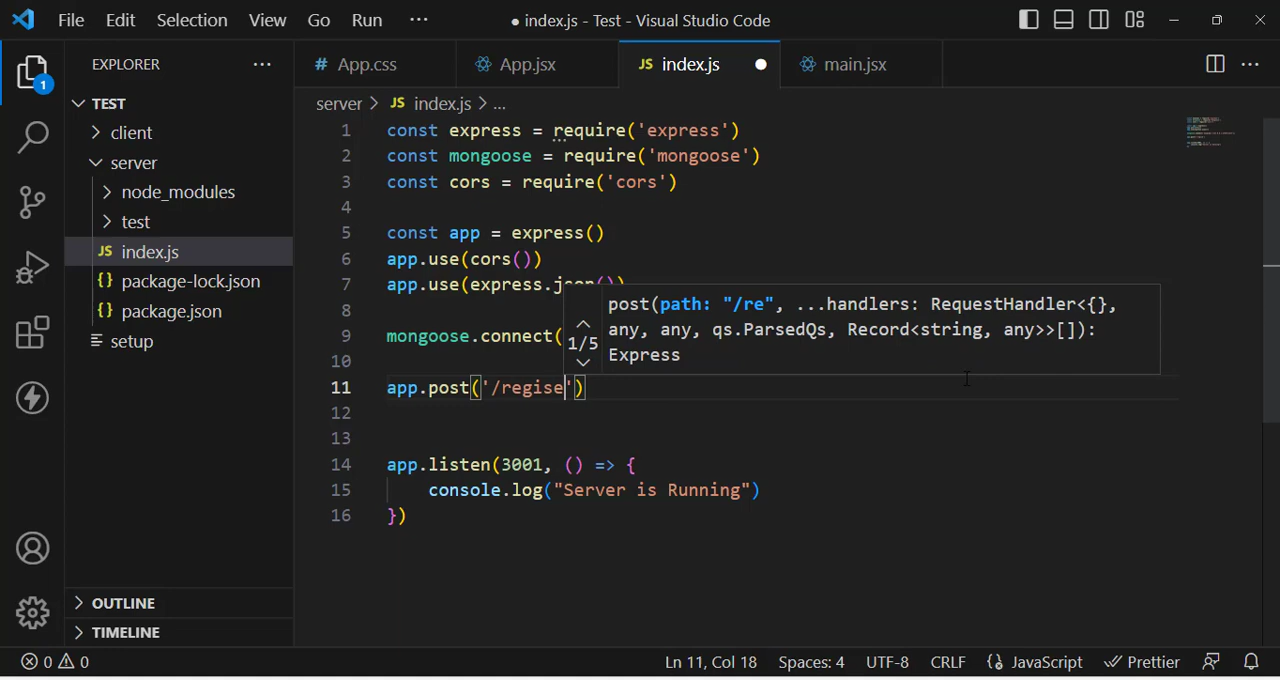 File Edit Selection View Go Run ··· ● index.js - Test - Visual Studio Code
EXPLORER ···
# App.css App.jsx JS index.js ● main.jsx ···
1
TEST
client
server
node_modules
test
JS index.js
{} package-lock.json
{} package.json
setup
OUTLINE
TIMELINE
server > JS index.js > ...
1 const express = require('express')
2 const mongoose = require('mongoose')
3 const cors = require('cors')
4
5 const app = express()
6 app.use(cors())
7 app.use(express.json())
8
9 mongoose.connect(
10
11 app.post('/regise')
12
13
14 app.listen(3001, () => {
15 console.log("Server is Running")
16 })
1/5
post(path: "/re", ...handlers: RequestHandler<{},
any, any, qs.ParsedQs, Record<string, any>>[]):
Express
0 0 Ln 11, Col 18 Spaces: 4 UTF-8 CRLF {} JavaScript Prettier